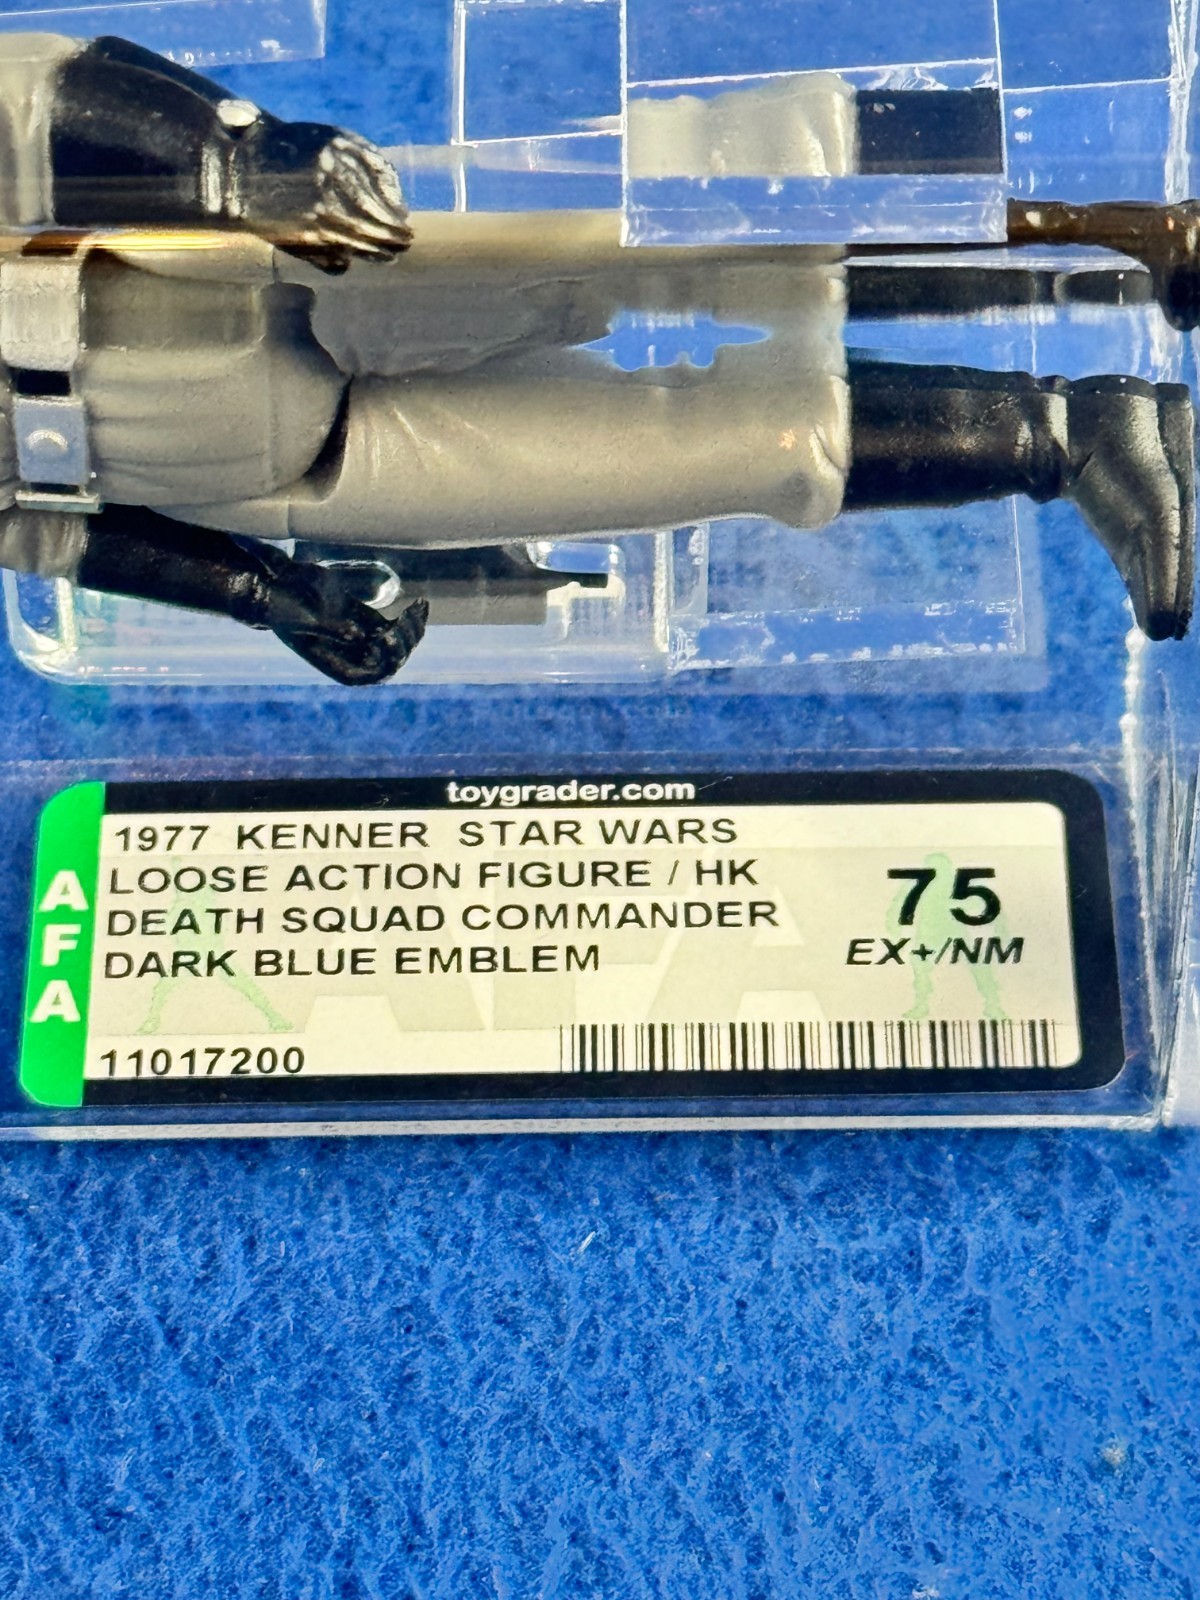 toygrader.com
AFA
1977 KENNER STAR WARS
LOOSE ACTION FIGURE / HK
DEATH SQUAD COMMANDER
DARK BLUE EMBLEM
75
EX+/NM
11017200